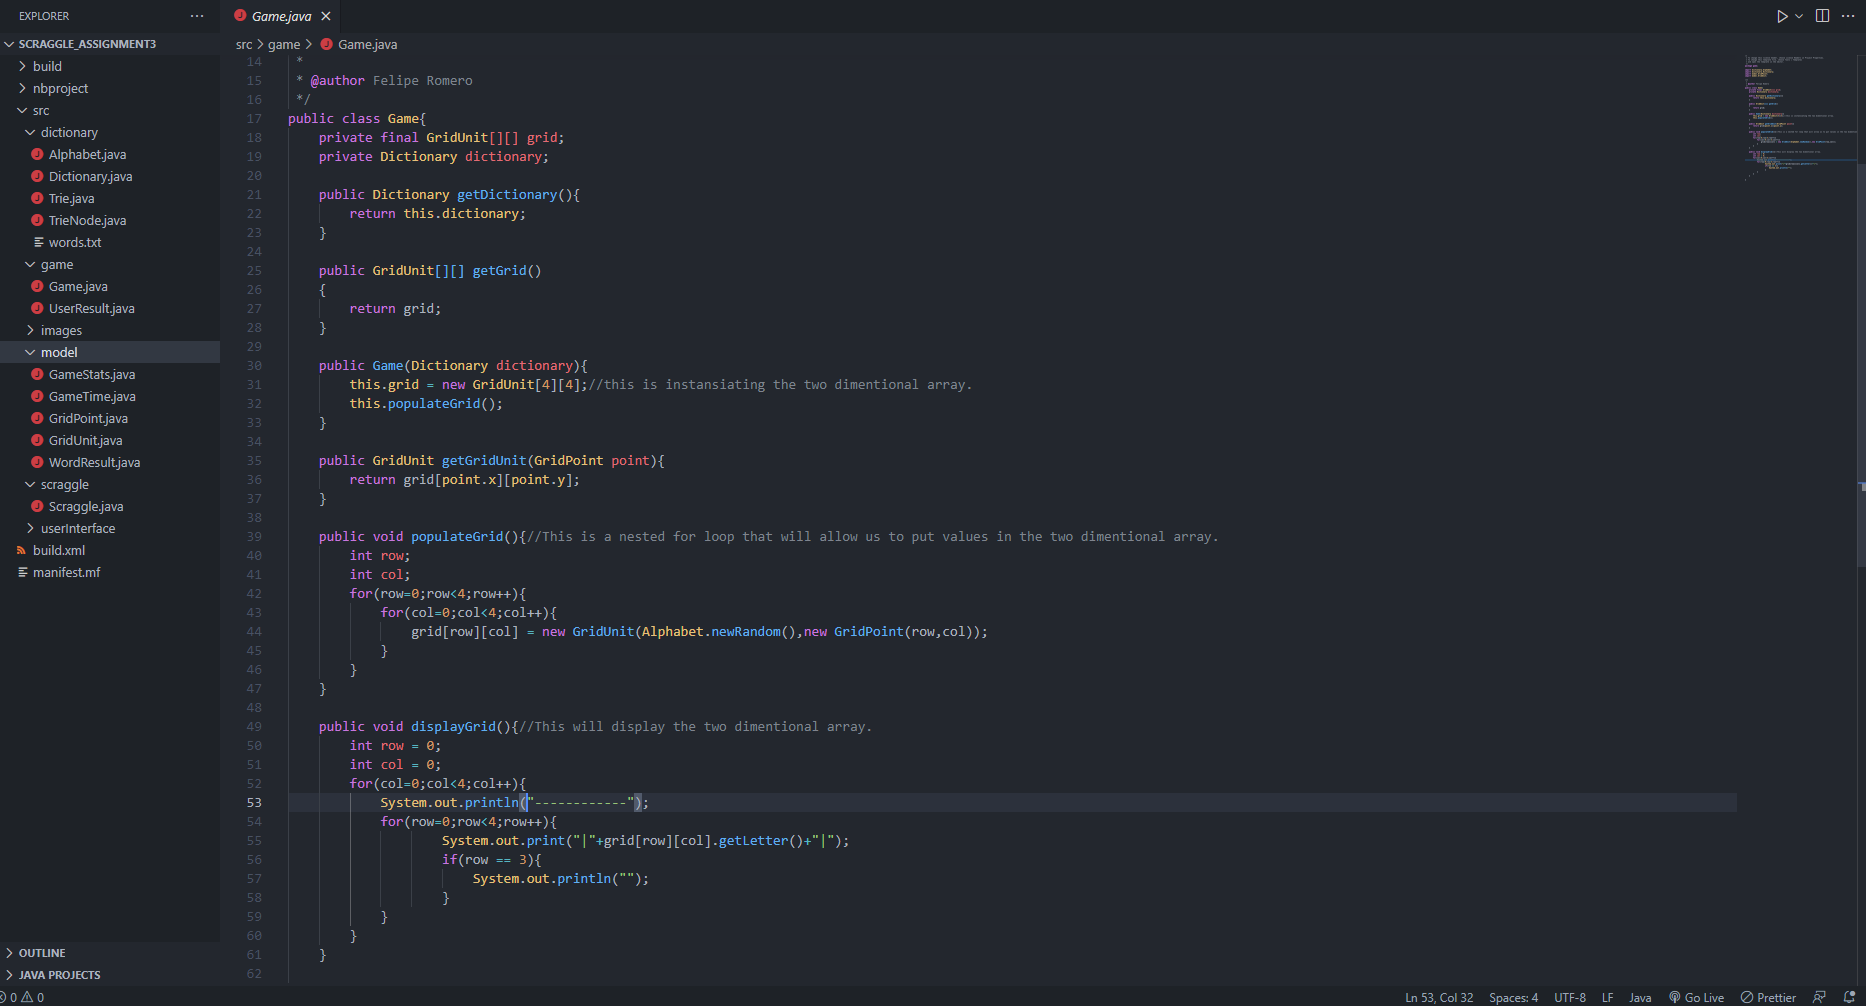 EXPLORER
SCRAGGLE_ASSIGNMENT3
build
nbproject
src
dictionary
Alphabet.java
Dictionary.java
Trie.java
TrieNode.java
words.txt
game
Game.java
UserResult.java
images
model
GameStats.java
GameTime.java
GridPoint.java
GridUnit.java
WordResult.java
scraggle
Scraggle.java
userInterface
build.xml
manifest.mf
OUTLINE
JAVA PROJECTS
Game.java
src > game > Game.java
14 *
15 * @author Felipe Romero
16 */
17 public class Game{
18 private final GridUnit[][] grid;
19 private Dictionary dictionary;
20
21 public Dictionary getDictionary(){
22 return this.dictionary;
23 }
24
25 public GridUnit[][] getGrid()
26 {
27 return grid;
28 }
29
30 public Game(Dictionary dictionary){
31 this.grid = new GridUnit[4][4];//this is instansiating the two dimentional array.
32 this.populateGrid();
33 }
34
35 public GridUnit getGridUnit(GridPoint point){
36 return grid[point.x][point.y];
37 }
38
39 public void populateGrid(){//This is a nested for loop that will allow us to put values in the two dimentional array.
40 int row;
41 int col;
42 for(row=0;row<4;row++){
43 for(col=0;col<4;col++){
44 grid[row][col] = new GridUnit(Alphabet.newRandom(),new GridPoint(row,col));
45 }
46 }
47 }
48
49 public void displayGrid(){//This will display the two dimentional array.
50 int row = 0;
51 int col = 0;
52 for(col=0;col<4;col++){
53 System.out.println("------------");
54 for(row=0;row<4;row++){
55 System.out.print("|"+grid[row][col].getLetter()+"|");
56 if(row == 3){
57 System.out.println("");
58 }
59 }
60 }
61 }
62
0 0
Ln 53, Col 32 Spaces: 4 UTF-8 LF Java Go Live Prettier